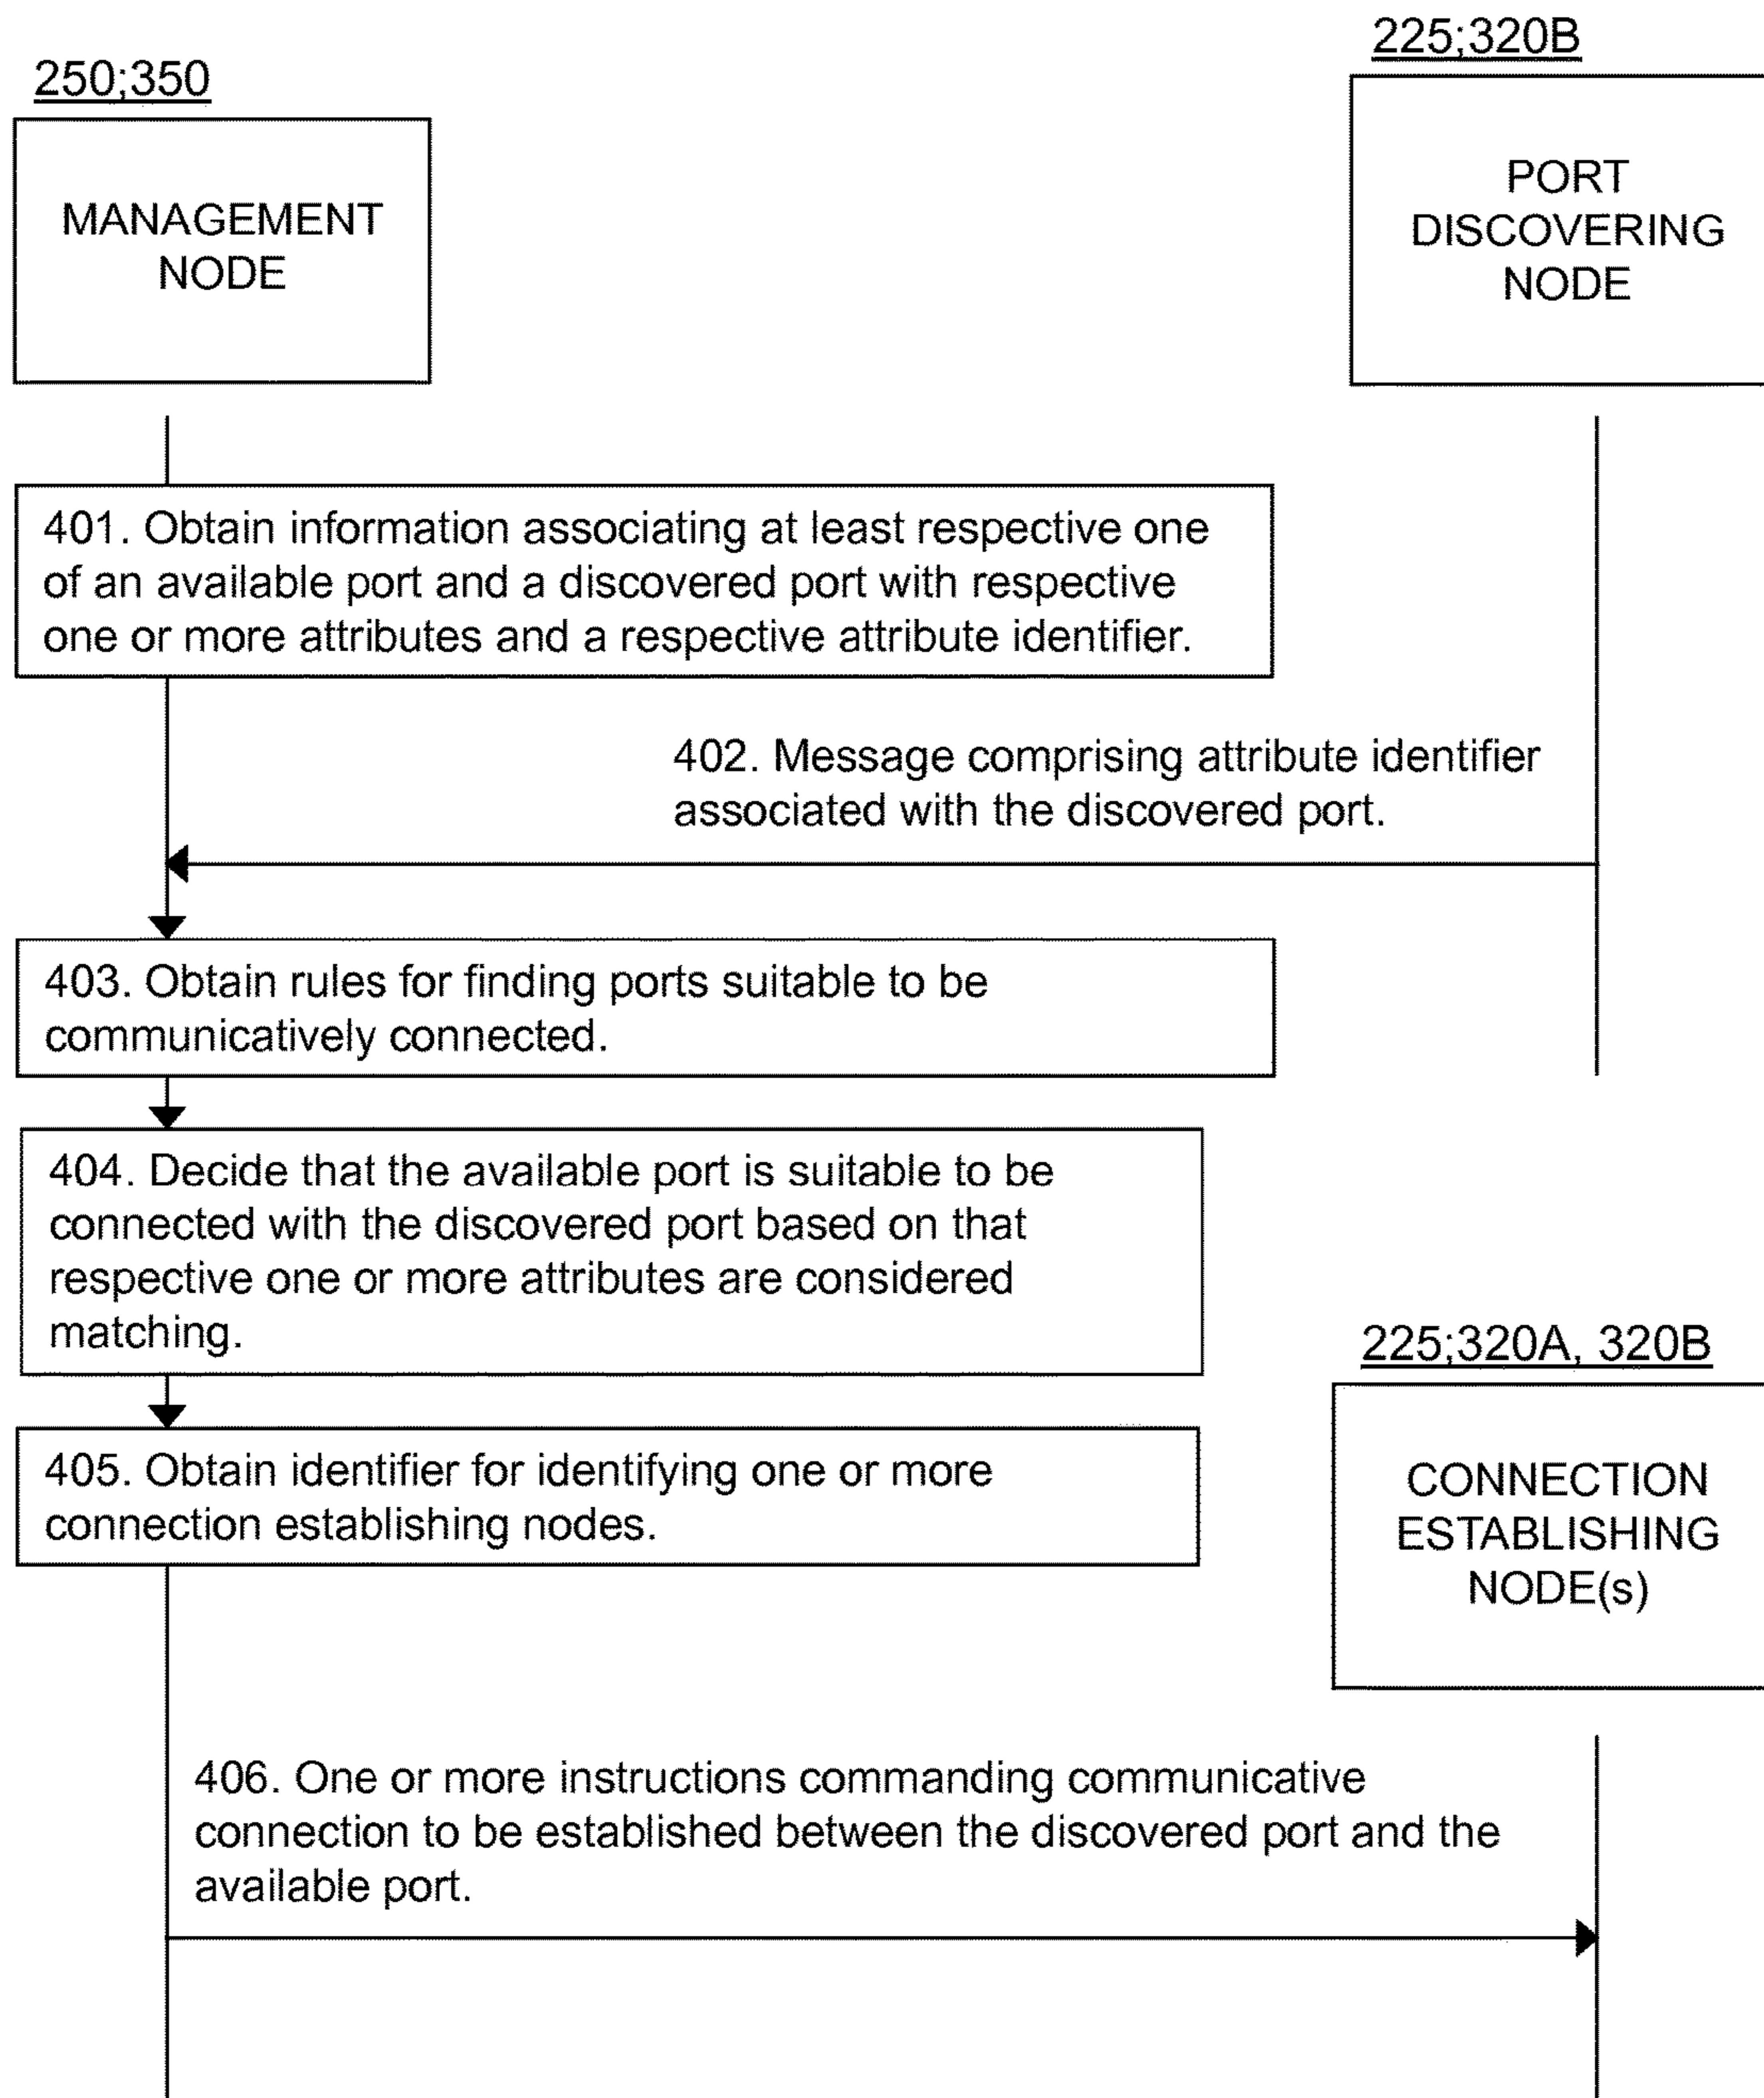 225;320B
250;350
MANAGEMENT
NODE
PORT
DISCOVERING
NODE
401. Obtain information associating at least respective one
of an available port and a discovered port with respective
one or more attributes and a respective attribute identifier.
402. Message comprising attribute identifier
associated with the discovered port.
403. Obtain rules for finding ports suitable to be
communicatively connected.
404. Decide that the available port is suitable to be
connected with the discovered port based on that
respective one or more attributes are considered
matching.
225;320A, 320B
CONNECTION
ESTABLISHING
NODE(s)
405. Obtain identifier for identifying one or more
connection establishing nodes.
406. One or more instructions commanding communicative
connection to be established between the discovered port and the
available port.